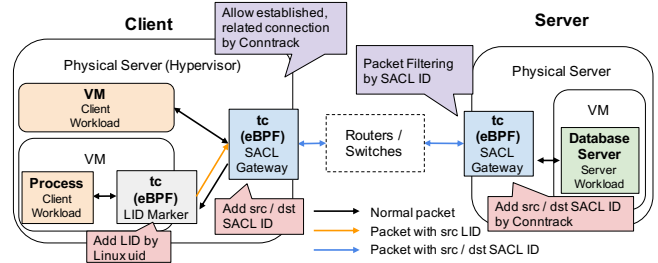 Client
Server
Allow established,
related connection
by Conntrack
Physical Server (Hypervisor)
Packet Filtering
by SACL ID
Physical Server
VM
Client
Workload
tc
(eBPF)
SACL
Gateway
Routers /
Switches
tc
(eBPF)
SACL
Gateway
VM
Database
Server
Server
Workload
VM
Process
Client
Workload
tc
(eBPF)
LID Marker
Add LID by
Linux uid
Add src / dst
SACL ID
Add src / dst SACL ID
by Conntrack
Normal packet
Packet with src LID
Packet with src / dst SACL ID